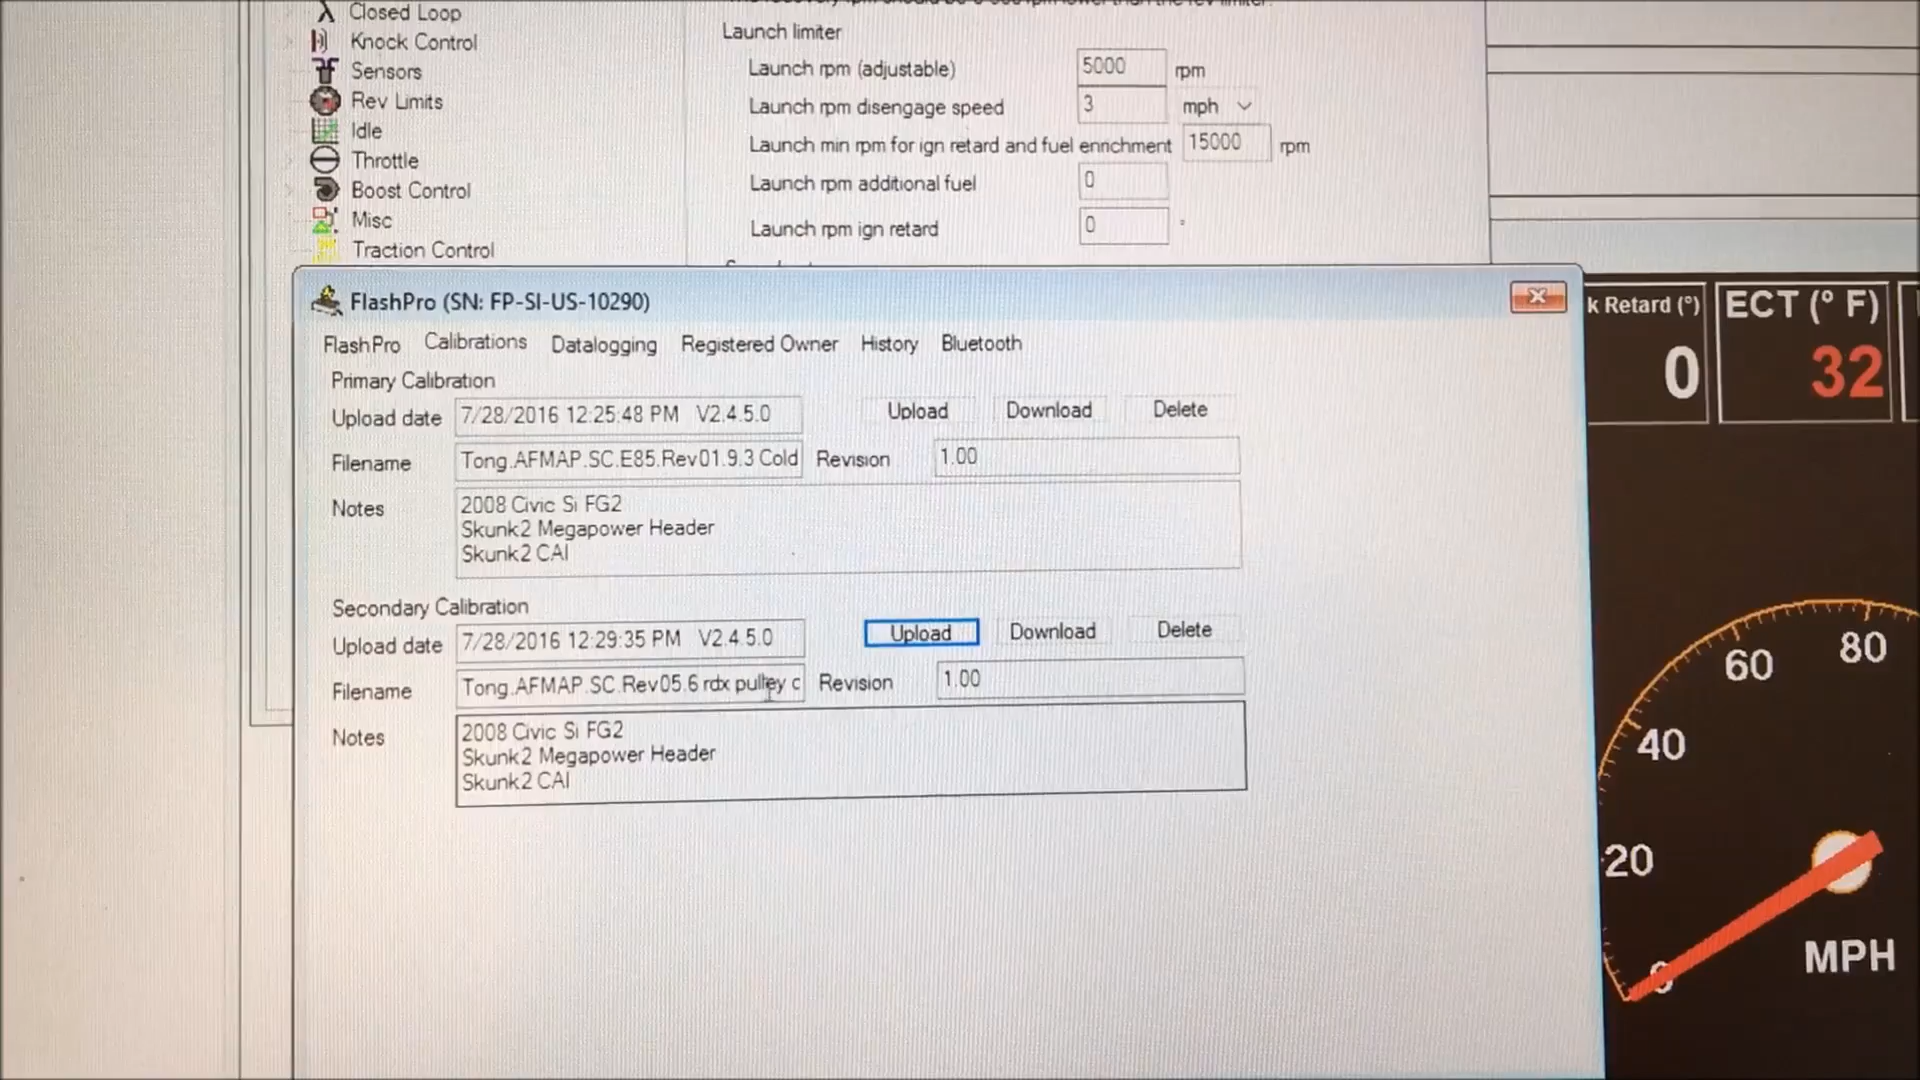 Closed Loop
Knock Control
Sensors
Rev Limits
Idle
Throttle
Boost Control
Misc
Traction Control
Launch limiter
Launch rpm (adjustable) 5000 rpm
Launch rpm disengage speed 3 mph
Launch min rpm for ign retard and fuel enrichment 15000 rpm
Launch rpm additional fuel 0
Launch rpm ign retard 0 °
FlashPro (SN: FP-SI-US-10290)
FlashPro Calibrations Datalogging Registered Owner History Bluetooth
Primary Calibration
Upload date 7/28/2016 12:25:48 PM V2.4.5.0 Upload Download Delete
Filename Tong.AFMAP.SC.E85.Rev01.9.3 Cold Revision 1.00
Notes 2008 Civic Si FG2
Skunk2 Megapower Header
Skunk2 CAI
Secondary Calibration
Upload date 7/28/2016 12:29:35 PM V2.4.5.0 Upload Download Delete
Filename Tong.AFMAP.SC.Rev05.6 rdx pulley c Revision 1.00
Notes 2008 Civic Si FG2
Skunk2 Megapower Header
Skunk2 CAI
k Retard (°) ECT (° F)
0 32
80
60
40
20
0
MPH